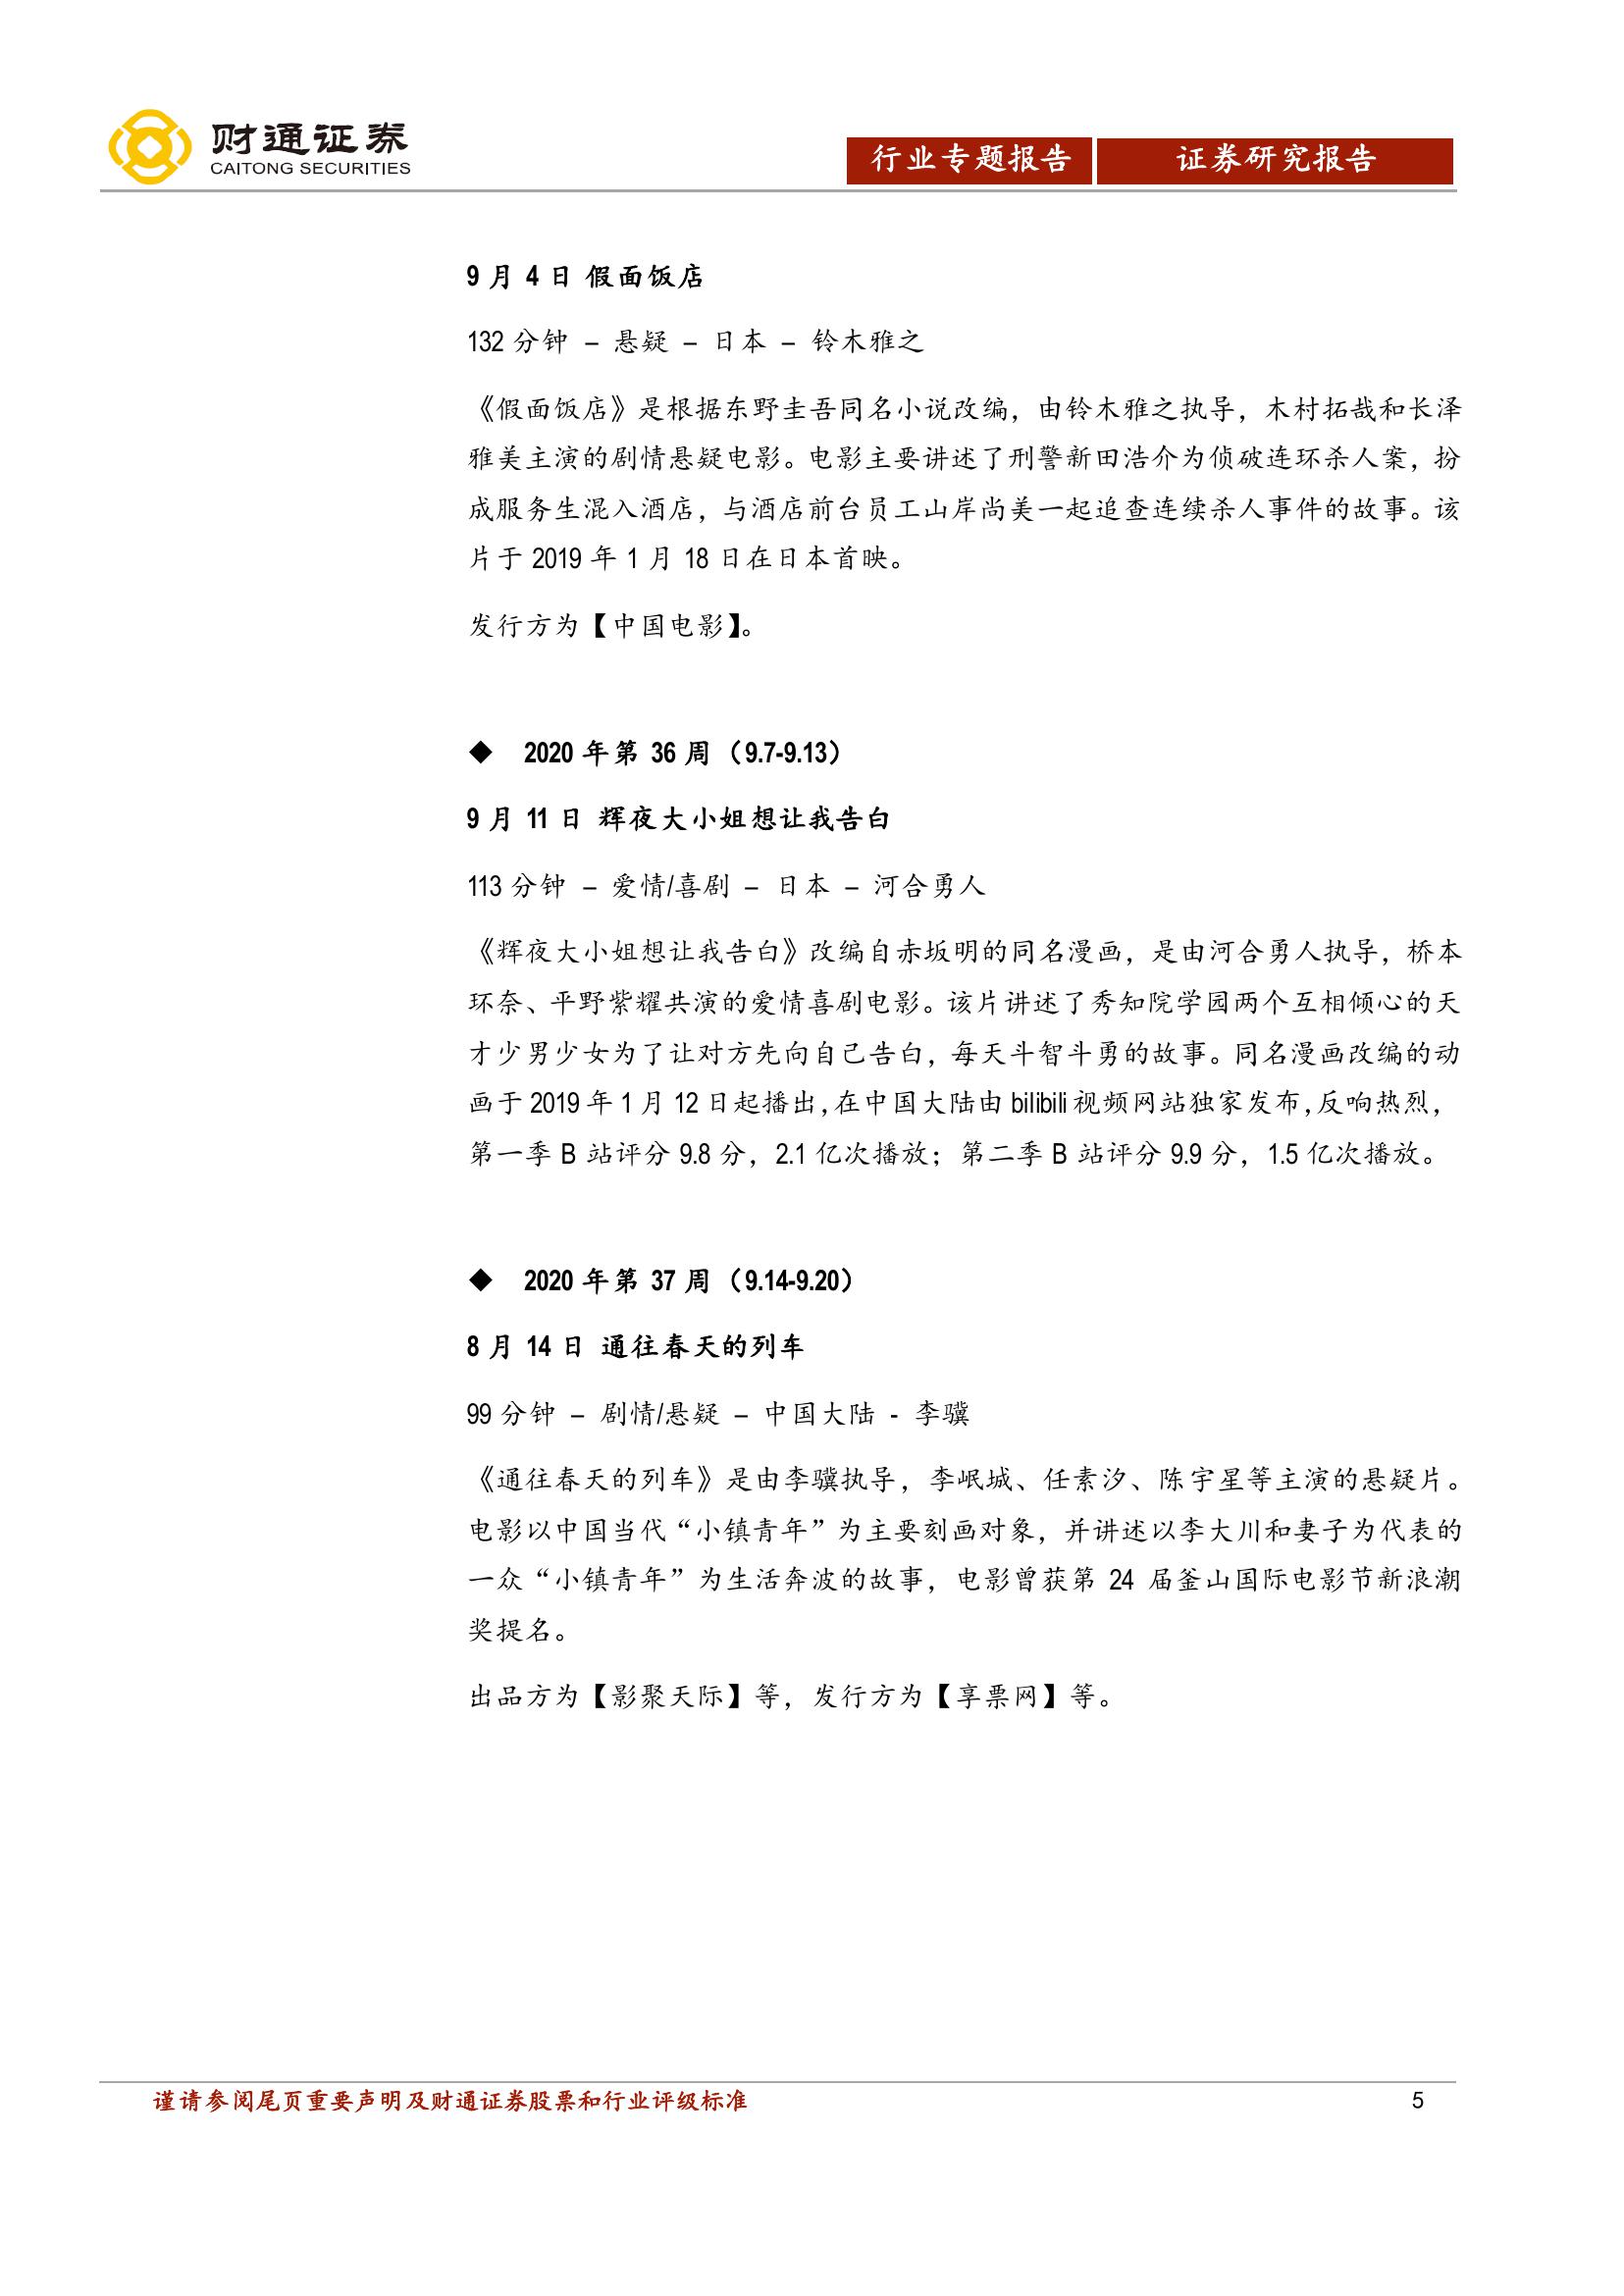 财通证券
CAITONG SECURITIES
行业专题报告 证券研究报告
9 月 4 日 假面饭店
132 分钟 – 悬疑 – 日本 – 铃木雅之
《假面饭店》是根据东野圭吾同名小说改编，由铃木雅之执导，木村拓哉和长泽
雅美主演的剧情悬疑电影。电影主要讲述了刑警新田浩介为侦破连环杀人案，扮
成服务生混入酒店，与酒店前台员工山岸尚美一起追查连续杀人事件的故事。该
片于 2019 年 1 月 18 日在日本首映。
发行方为【中国电影】。
◆ 2020 年第 36 周（9.7-9.13）
9 月 11 日 辉夜大小姐想让我告白
113 分钟 – 爱情/喜剧 – 日本 – 河合勇人
《辉夜大小姐想让我告白》改编自赤坂明的同名漫画，是由河合勇人执导，桥本
环奈、平野紫耀共演的爱情喜剧电影。该片讲述了秀知院学园两个互相倾心的天
才少男少女为了让对方先向自己告白，每天斗智斗勇的故事。同名漫画改编的动
画于 2019 年 1 月 12 日起播出，在中国大陆由 bilibili 视频网站独家发布，反响热烈，
第一季 B 站评分 9.8 分，2.1 亿次播放；第二季 B 站评分 9.9 分，1.5 亿次播放。
◆ 2020 年第 37 周（9.14-9.20）
8 月 14 日 通往春天的列车
99 分钟 – 剧情/悬疑 – 中国大陆 - 李骥
《通往春天的列车》是由李骥执导，李岷城、任素汐、陈宇星等主演的悬疑片。
电影以中国当代“小镇青年”为主要刻画对象，并讲述以李大川和妻子为代表的
一众“小镇青年”为生活奔波的故事，电影曾获第 24 届釜山国际电影节新浪潮
奖提名。
出品方为【影聚天际】等，发行方为【享票网】等。
谨请参阅尾页重要声明及财通证券股票和行业评级标准 5